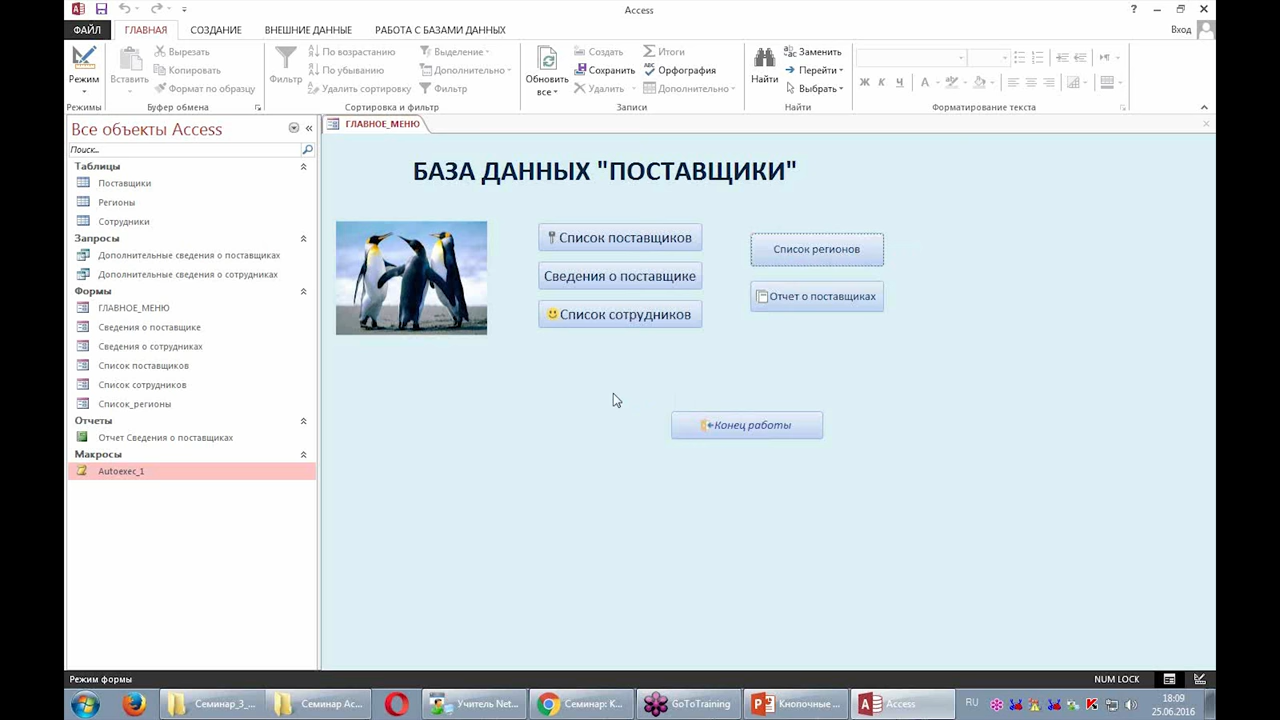 Access
Вход
ФАЙЛ
ГЛАВНАЯ
СОЗДАНИЕ
ВНЕШНИЕ ДАННЫЕ
РАБОТА С БАЗАМИ ДАННЫХ
Режим
Режимы
Вставить
Вырезать
Копировать
Формат по образцу
Буфер обмена
Фильтр
По возрастанию
По убыванию
Удалить сортировку
Выделение
Дополнительно
Фильтр
Сортировка и фильтр
Обновить
все
Создать
Сохранить
Удалить
Итоги
Орфография
Дополнительно
Записи
Найти
Заменить
Перейти
Выбрать
Найти
Ж К Ч
Форматирование текста
Все объекты Access
Поиск...
Таблицы
Поставщики
Регионы
Сотрудники
Запросы
Дополнительные сведения о поставщиках
Дополнительные сведения о сотрудниках
Формы
ГЛАВНОЕ_МЕНЮ
Сведения о поставщике
Сведения о сотрудниках
Список поставщиков
Список сотрудников
Список_регионы
Отчеты
Отчет Сведения о поставщиках
Макросы
Autoexec_1
ГЛАВНОЕ_МЕНЮ
БАЗА ДАННЫХ "ПОСТАВЩИКИ"
Список поставщиков
Сведения о поставщике
Список сотрудников
Список регионов
Отчет о поставщиках
Конец работы
Режим формы
NUM LOCK
Семинар_3_...
Семинар Ac...
Учитель Net...
Семинар: К...
GoToTraining
Кнопочные ...
Access
RU
18:09
25.06.2016